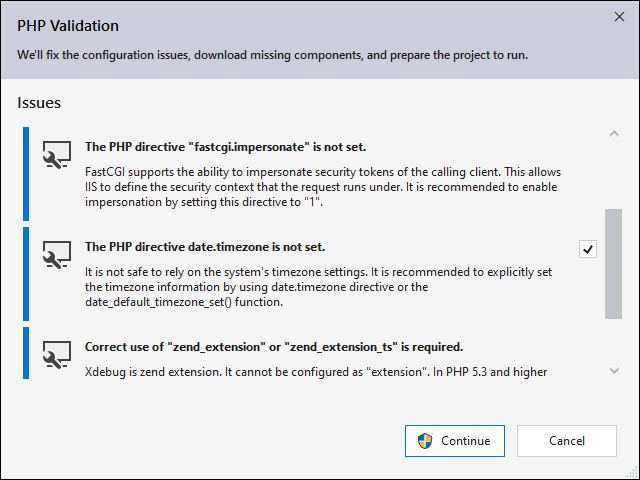 PHP Validation
We'll fix the configuration issues, download missing components, and prepare the project to run.
Issues
The PHP directive "fastcgi.impersonate" is not set.
FastCGI supports the ability to impersonate security tokens of the calling client. This allows
IIS to define the security context that the request runs under. It is recommended to enable
impersonation by setting this directive to "1".
The PHP directive date.timezone is not set.
It is not safe to rely on the system's timezone settings. It is recommended to explicitly set
the timezone information by using date.timezone directive or the
date_default_timezone_set() function.
Correct use of "zend_extension" or "zend_extension_ts" is required.
Xdebug is zend extension. It cannot be configured as "extension". In PHP 5.3 and higher
Continue
Cancel